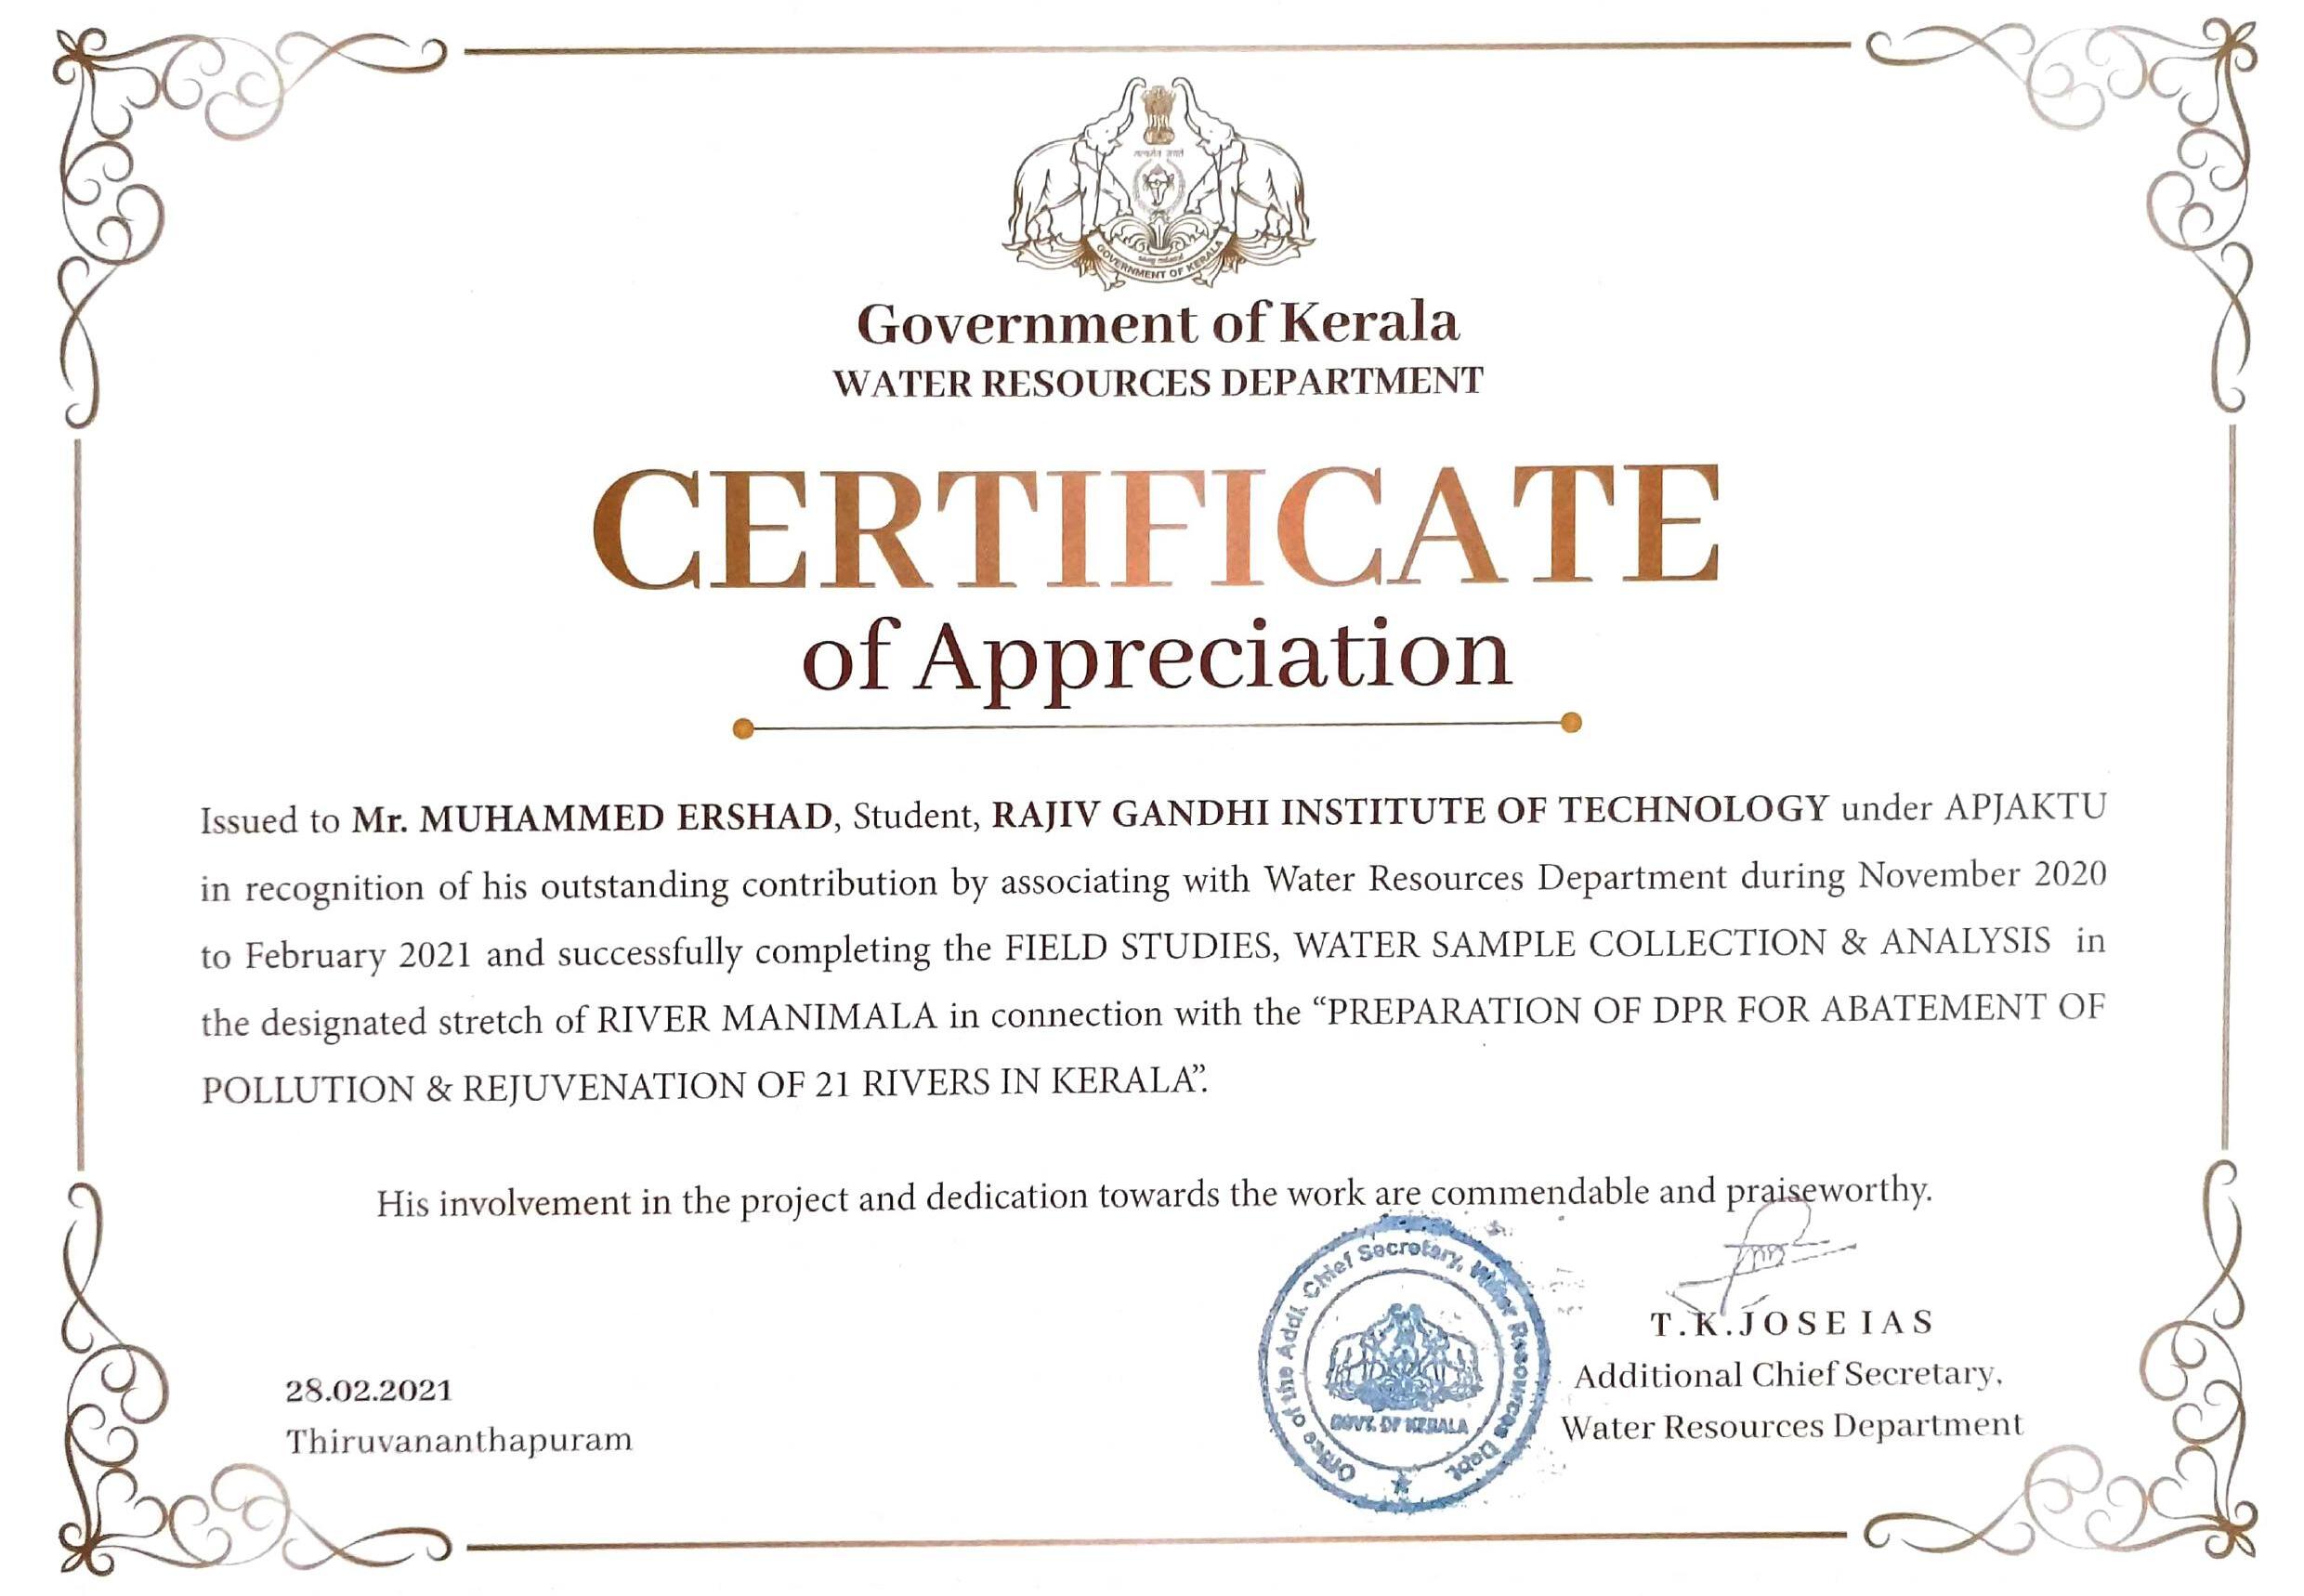 सत्यमेव जयते
GOVERNMENT OF KERALA
Government of Kerala
WATER RESOURCES DEPARTMENT
CERTIFICATE
of Appreciation
Issued to Mr. MUHAMMED ERSHAD, Student, RAJIV GANDHI INSTITUTE OF TECHNOLOGY under APJAKTU
in recognition of his outstanding contribution by associating with Water Resources Department during November 2020
to February 2021 and successfully completing the FIELD STUDIES, WATER SAMPLE COLLECTION & ANALYSIS in
the designated stretch of RIVER MANIMALA in connection with the “PREPARATION OF DPR FOR ABATEMENT OF
POLLUTION & REJUVENATION OF 21 RIVERS IN KERALA”.
His involvement in the project and dedication towards the work are commendable and praiseworthy.
Office of the Addl. Chief Secretary, Water Resources Dept.
GOVT. OF KERALA
T.K.JOSE IAS
Additional Chief Secretary,
Water Resources Department
28.02.2021
Thiruvananthapuram